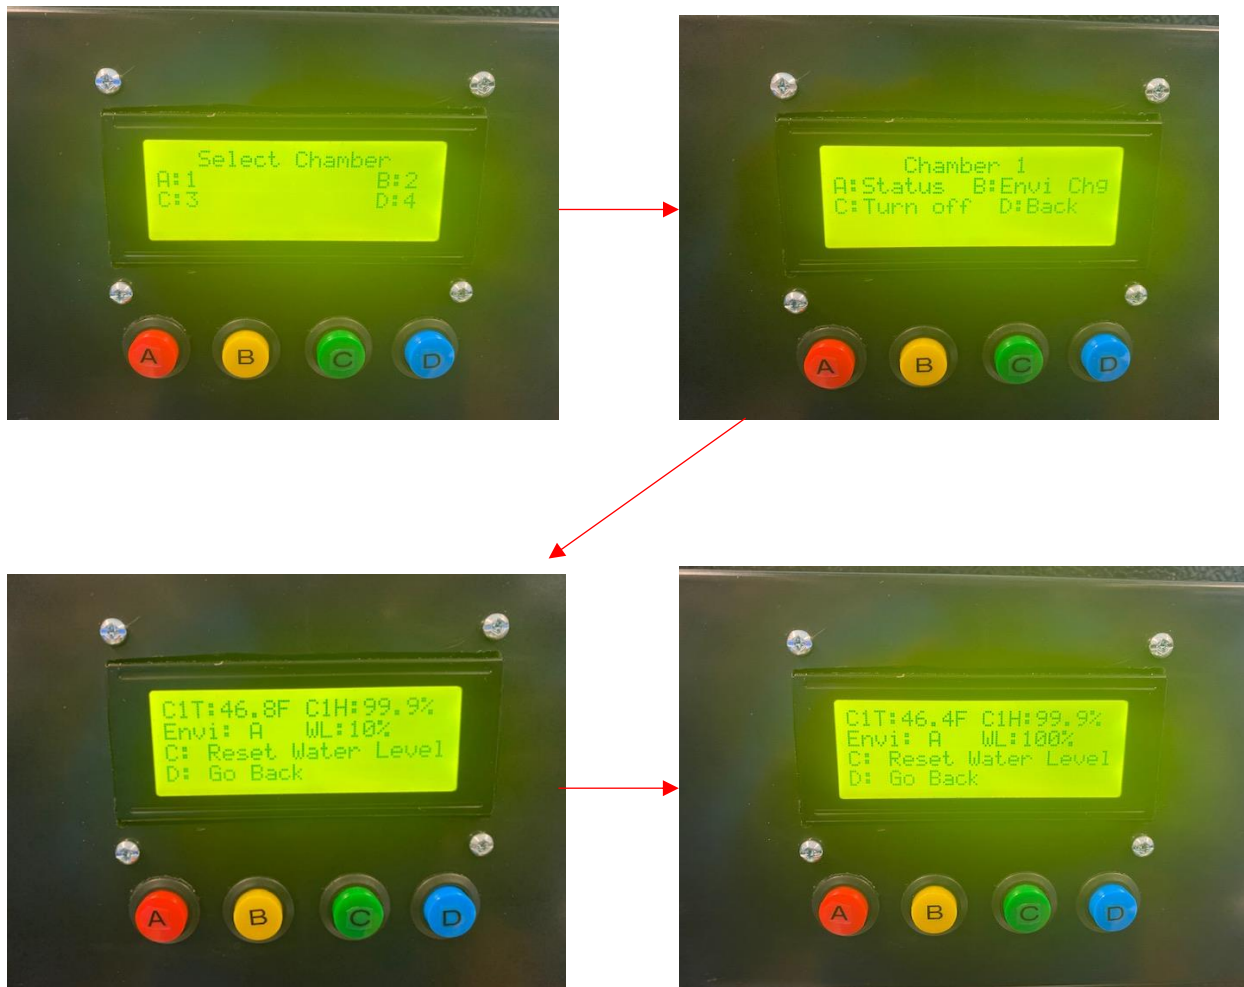 Select Chamber
A:1 B:2
C:3 D:4
A B C D
Chamber 1
A:Status B:Envi Chg
C:Turn off D:Back
A B C D
C1T:46.8F C1H:99.9%
Envi: A WL:10%
C: Reset Water Level
D: Go Back
A B C D
C1T:46.4F C1H:99.9%
Envi: A WL:100%
C: Reset Water Level
D: Go Back
A B C D